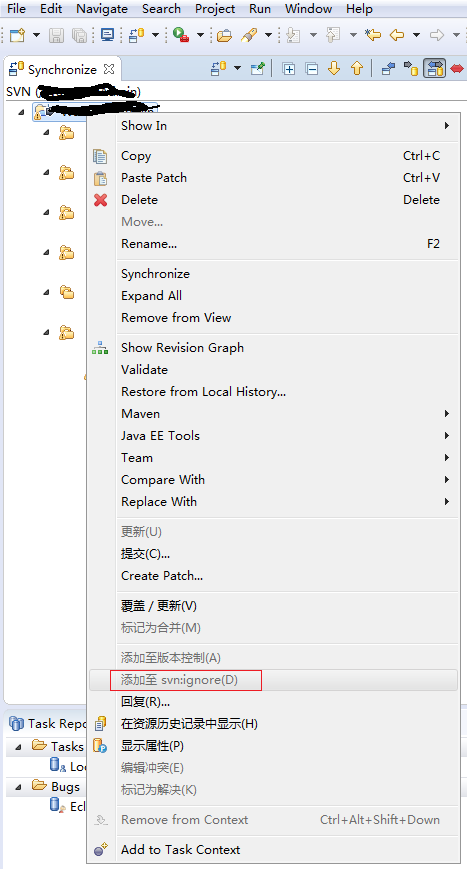 File Edit Navigate Search Project Run Window Help
Synchronize
SVN (
in)
Show In
Copy Ctrl+C
Paste Patch Ctrl+V
Delete Delete
Move...
Rename... F2
Synchronize
Expand All
Remove from View
Show Revision Graph
Validate
Restore from Local History...
Maven
Java EE Tools
Team
Compare With
Replace With
更新(U)
提交(C)...
Create Patch...
覆盖 / 更新(V)
标记为合并(M)
添加至版本控制(A)
添加至 svn:ignore(D)
回复(R)...
在资源历史记录中显示(H)
显示属性(P)
编辑冲突(E)
标记为解决(K)
Remove from Context Ctrl+Alt+Shift+Down
Add to Task Context
Task Repo
Tasks
Loc
Bugs
Ecl